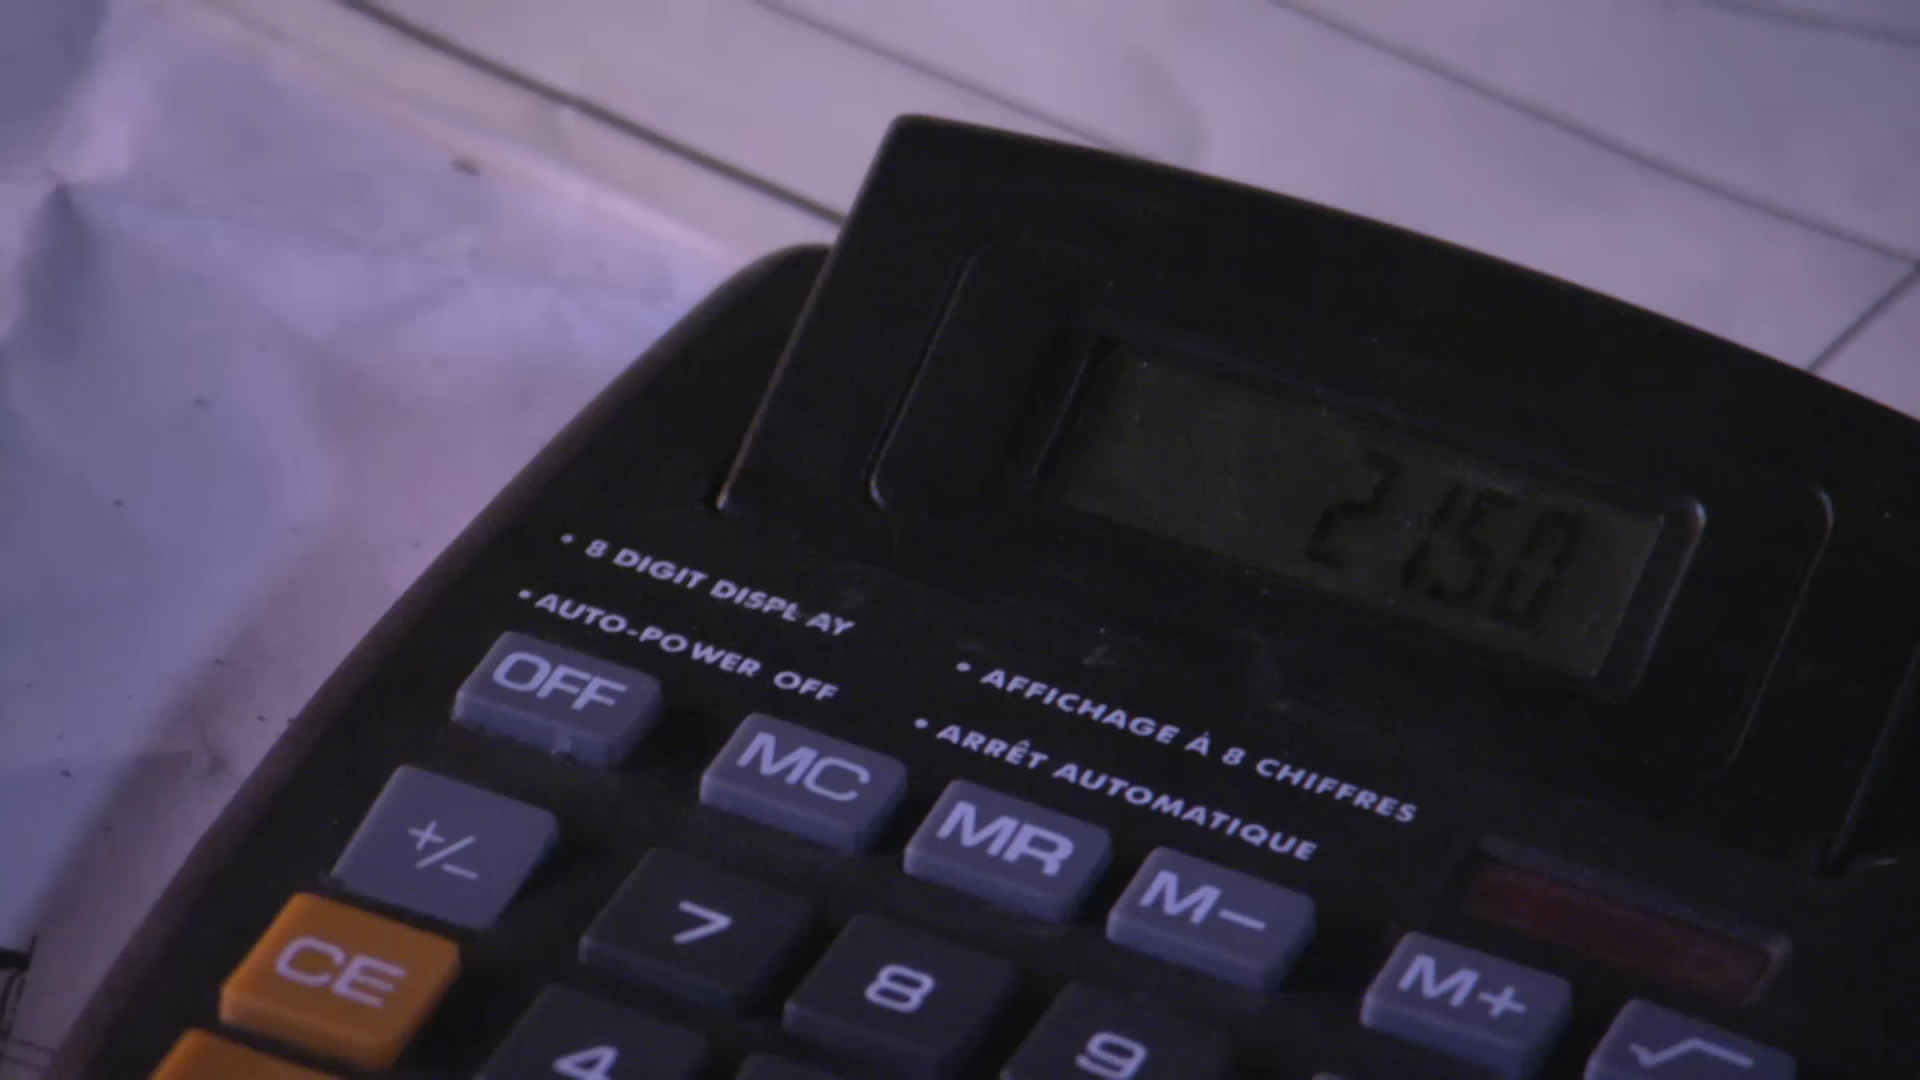 2150
• 8 DIGIT DISPLAY
• AUTO-POWER OFF
• AFFICHAGE À 8 CHIFFRES
• ARRÊT AUTOMATIQUE
OFF
MC
MR
M−
M+
√
+/−
7
8
9
CE
4